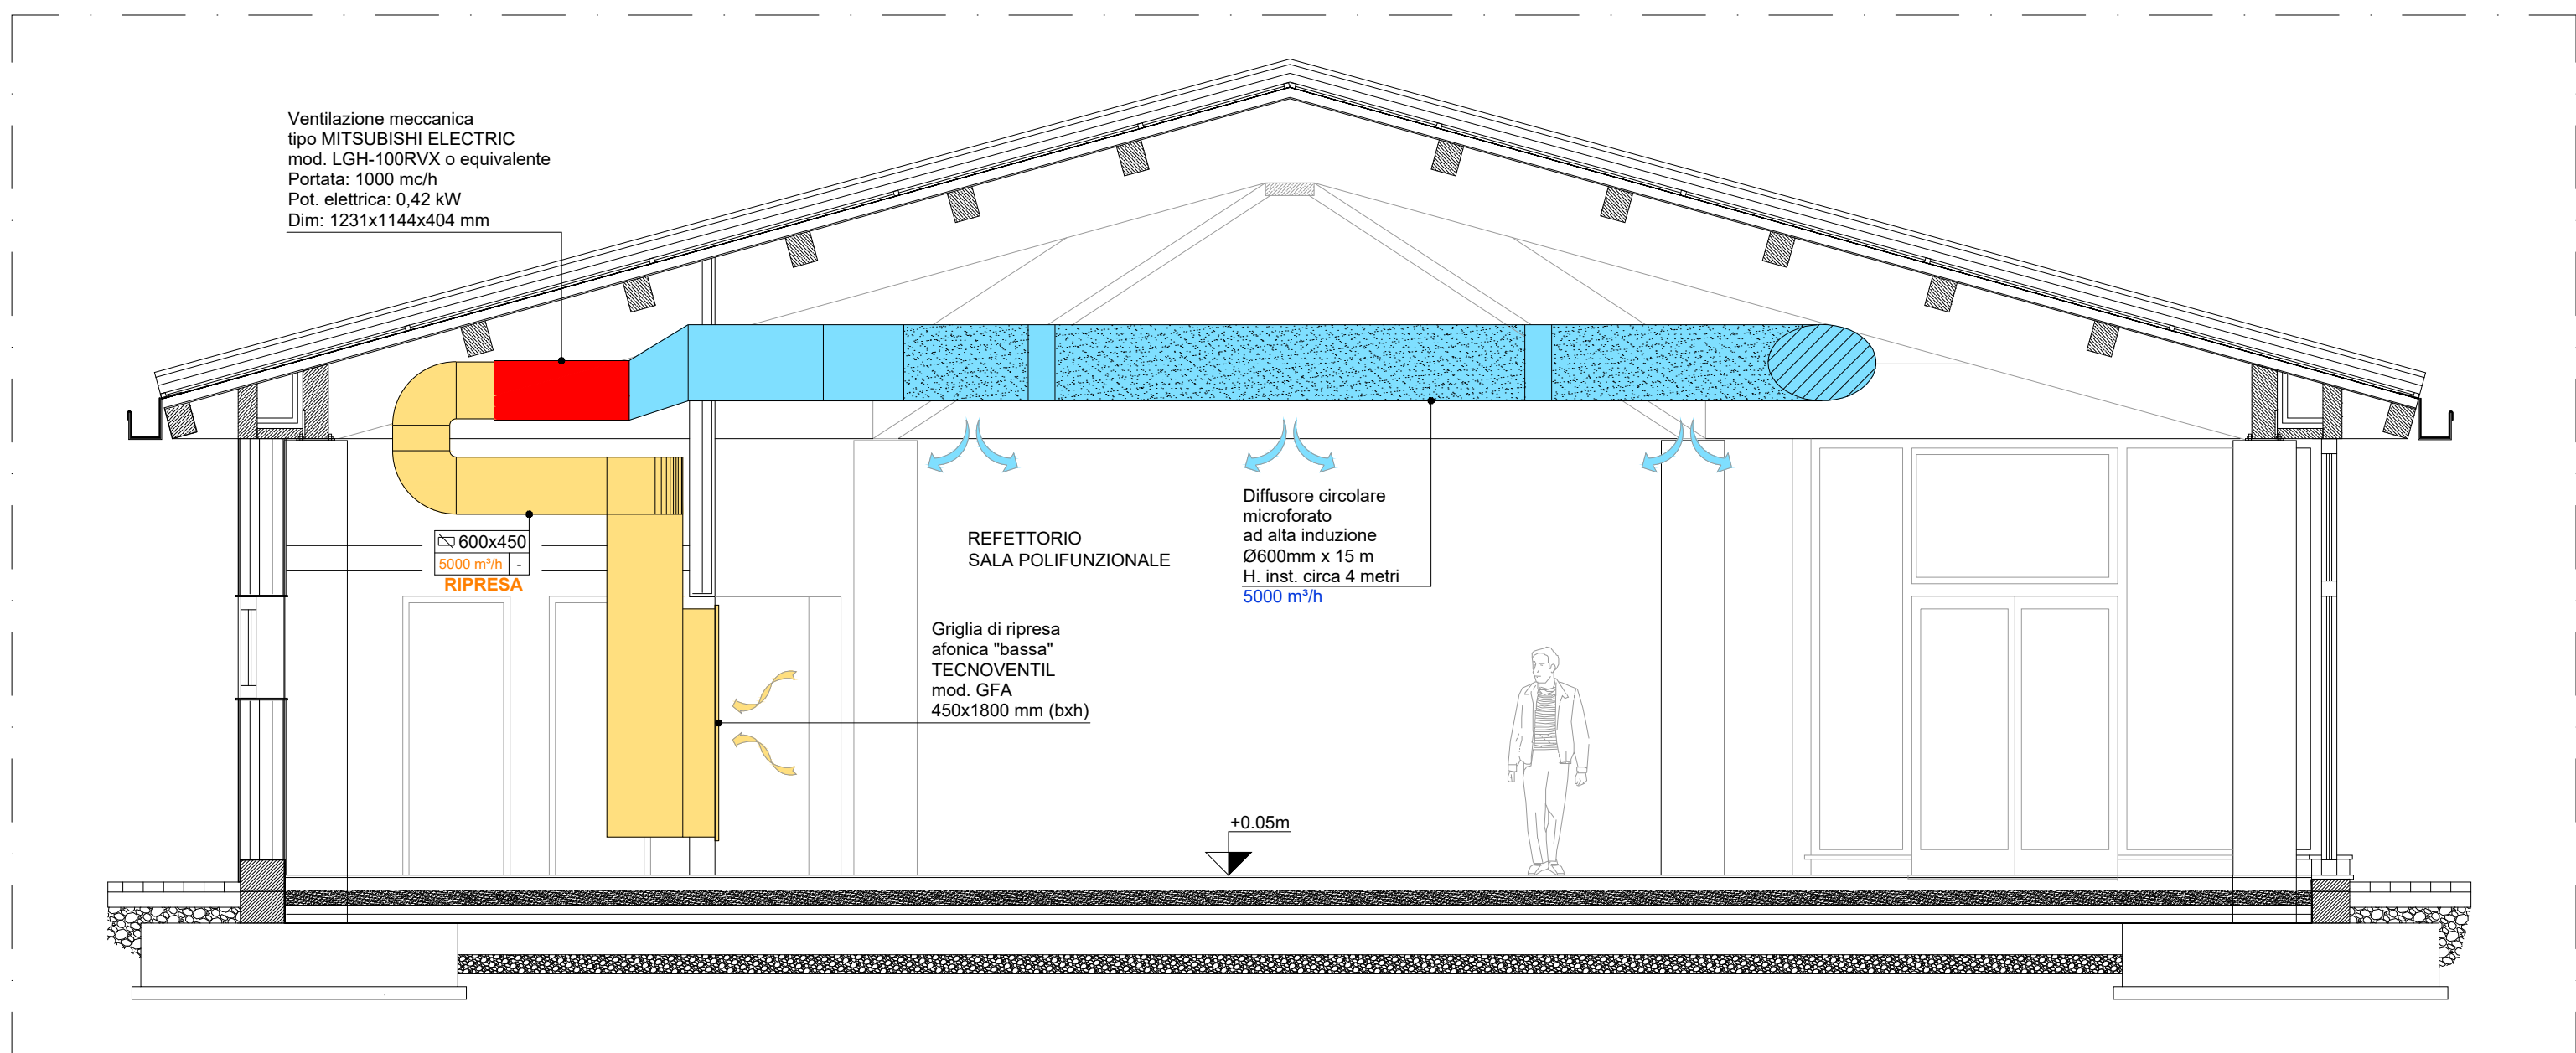 Ventilazione meccanica
tipo MITSUBISHI ELECTRIC
mod. LGH-100RVX o equivalente
Portata: 1000 mc/h
Pot. elettrica: 0,42 kW
Dim: 1231x1144x404 mm
600x450
5000 m³/h -
RIPRESA
REFETTORIO
SALA POLIFUNZIONALE
Diffusore circolare
microforato
ad alta induzione
Ø600mm x 15 m
H. inst. circa 4 metri
5000 m³/h
Griglia di ripresa
afonica "bassa"
TECNOVENTIL
mod. GFA
450x1800 mm (bxh)
+0.05m